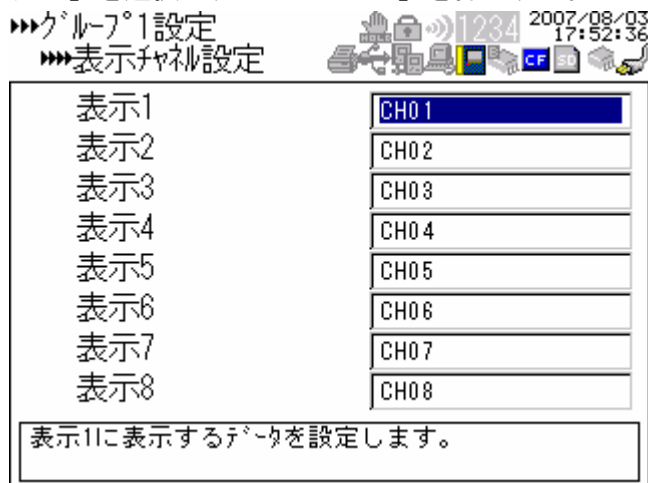 ▸▸▸グループ1設定
▸▸▸▸表示チャネル設定
HOLD
1234
2007/08/03
17:52:36
CF
SD
表示1 CH01
表示2 CH02
表示3 CH03
表示4 CH04
表示5 CH05
表示6 CH06
表示7 CH07
表示8 CH08
表示1に表示するデータを設定します。